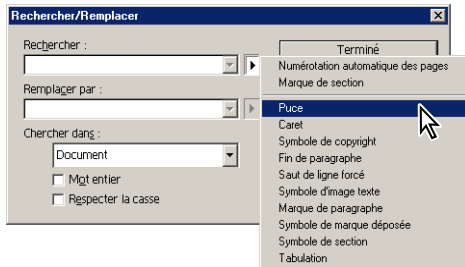 Rechercher/Remplacer
Rechercher :
Terminé
Numérotation automatique des pages
Marque de section
Remplacer par :
Puce
Caret
Chercher dans :
Symbole de copyright
Document
Fin de paragraphe
Saut de ligne forcé
Mot entier
Symbole d'image texte
Respecter la casse
Marque de paragraphe
Symbole de marque déposée
Symbole de section
Tabulation